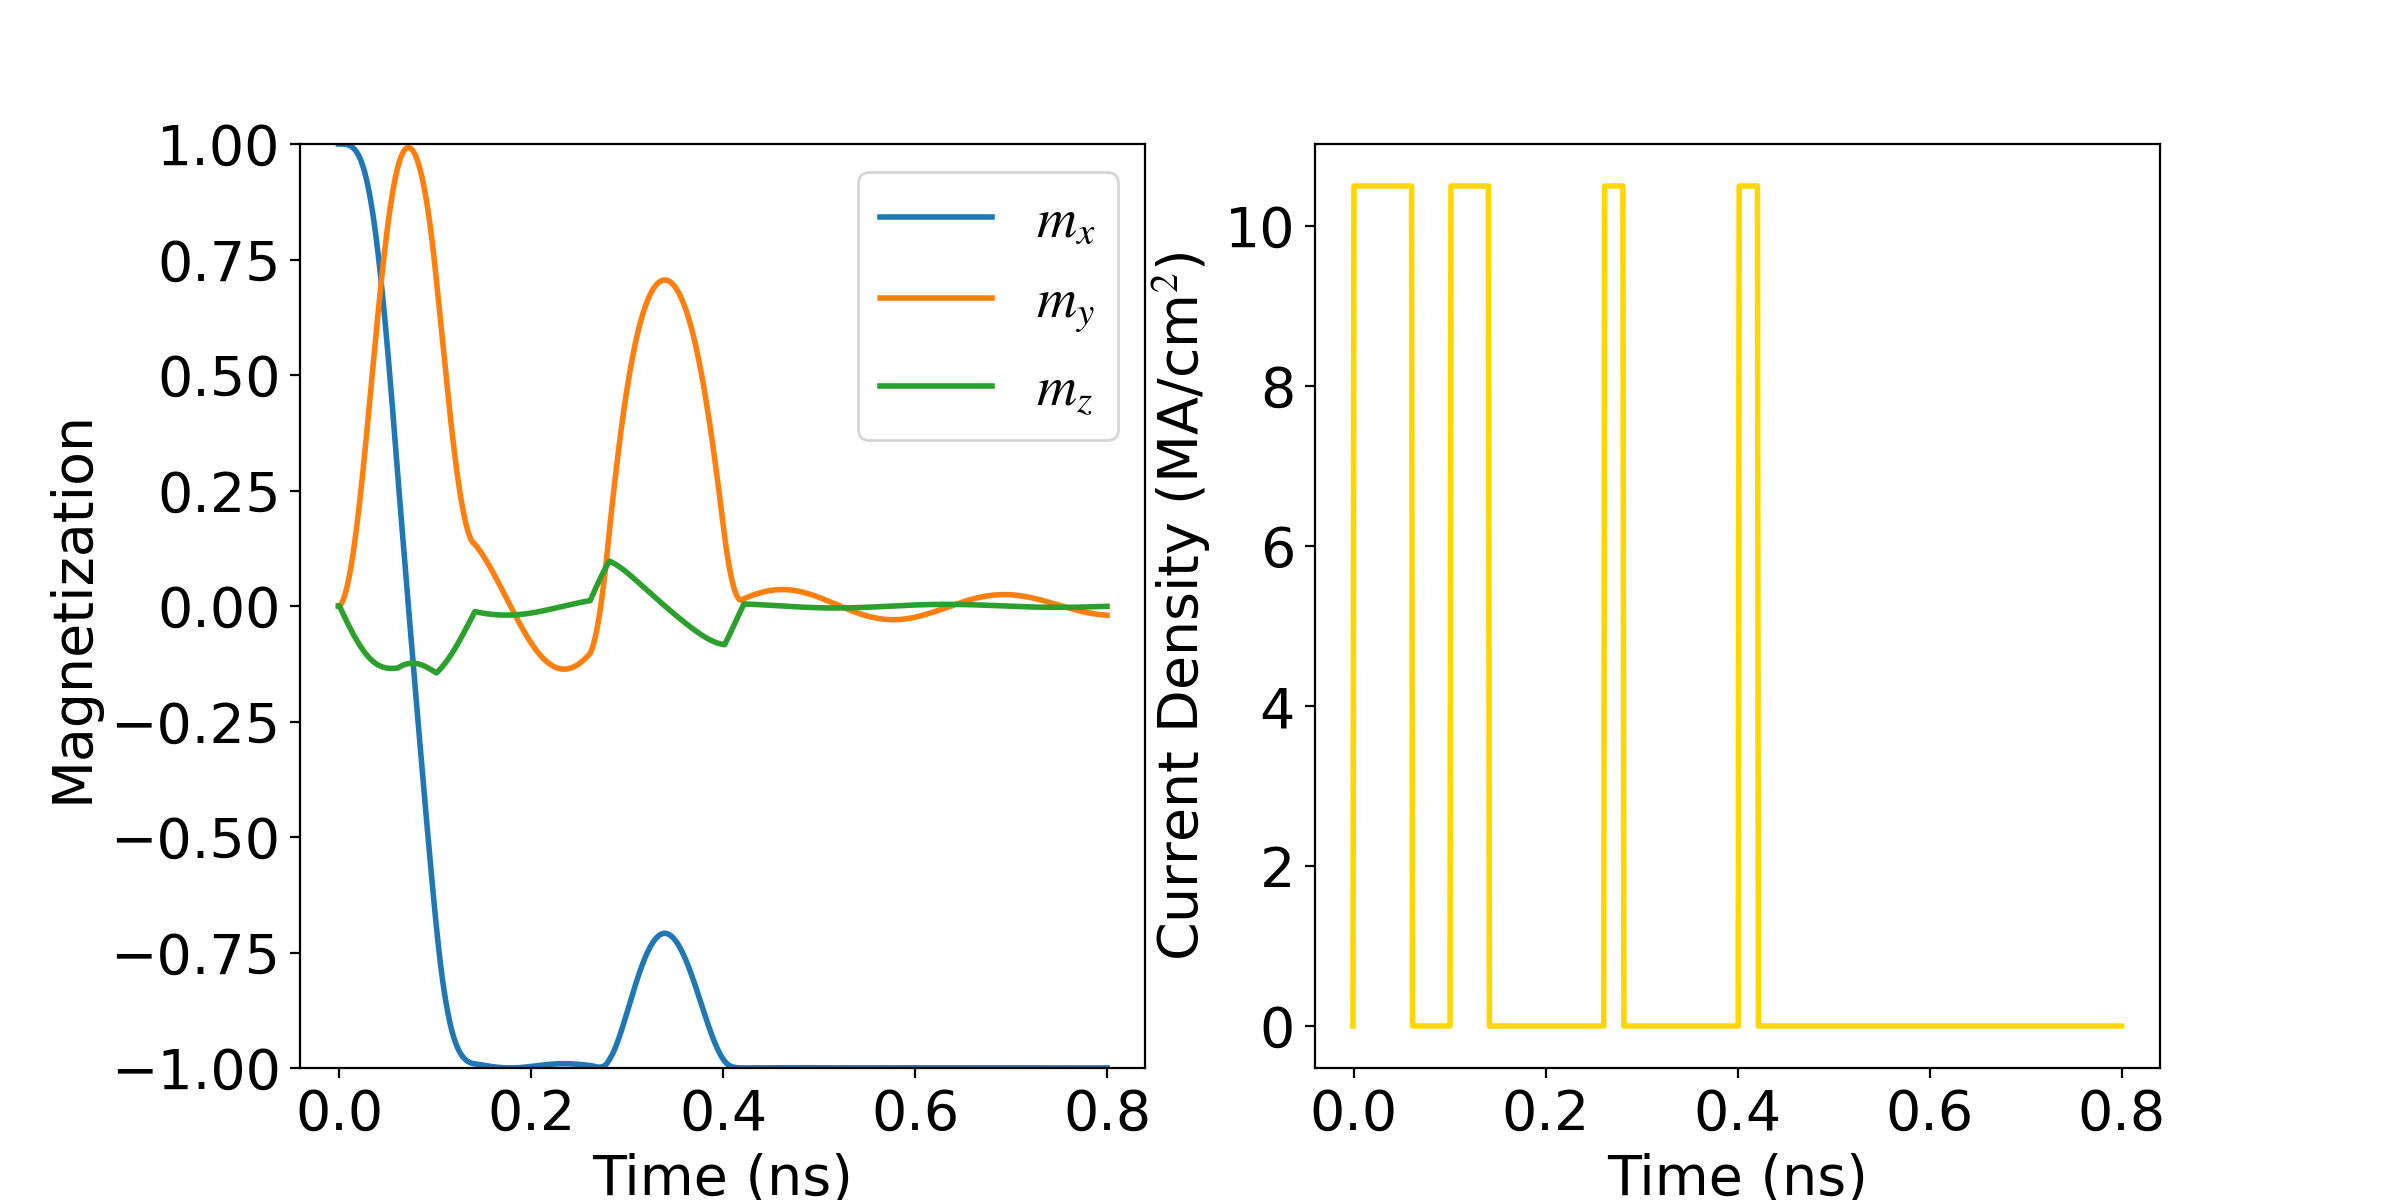 1.00
0.75
0.50
0.25
0.00
−0.25
−0.50
−0.75
−1.00
Magnetization
0.0 0.2 0.4 0.6 0.8
Time (ns)
m_x
m_y
m_z
10
8
6
4
2
0
Current Density (MA/cm²)
0.0 0.2 0.4 0.6 0.8
Time (ns)